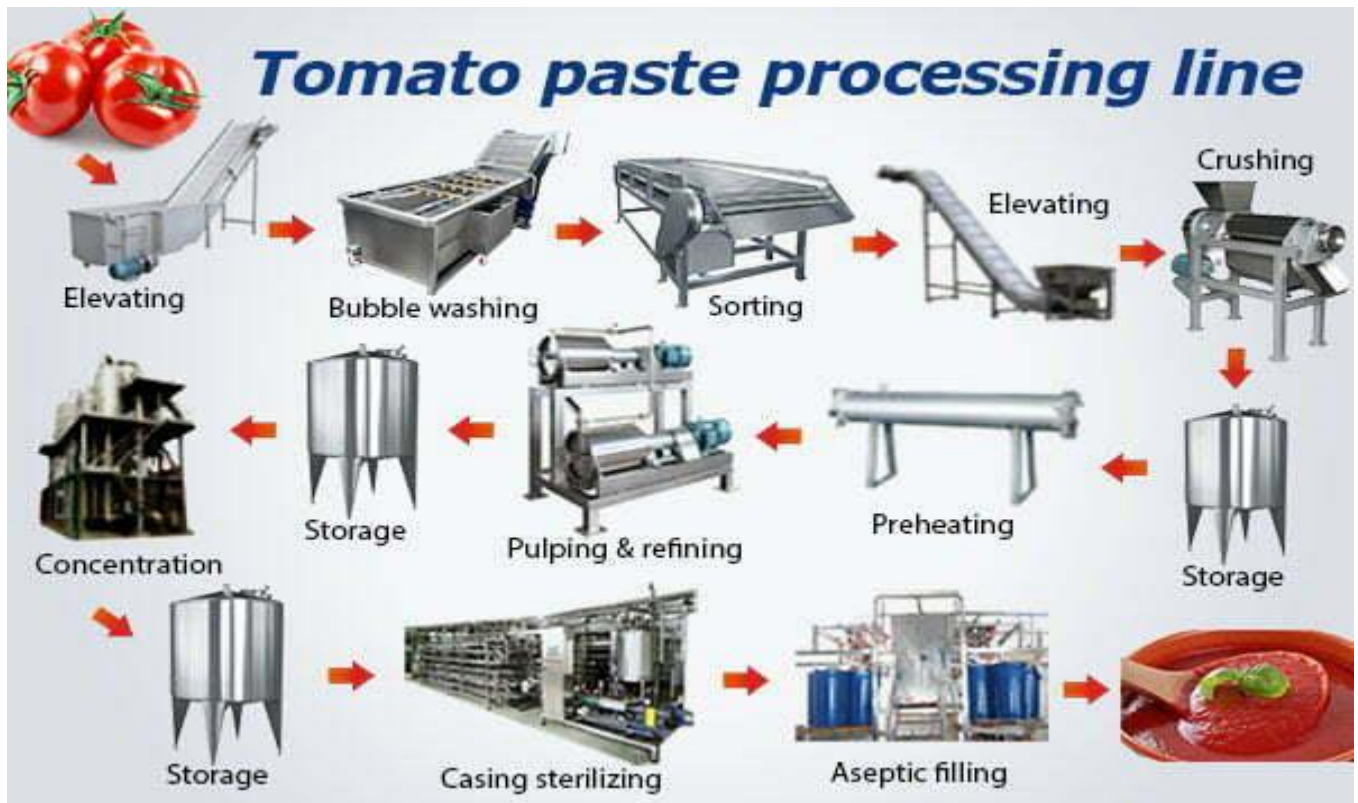 Tomato paste processing line
Elevating
Bubble washing
Sorting
Elevating
Crushing
Storage
Preheating
Pulping & refining
Storage
Concentration
Storage
Casing sterilizing
Aseptic filling